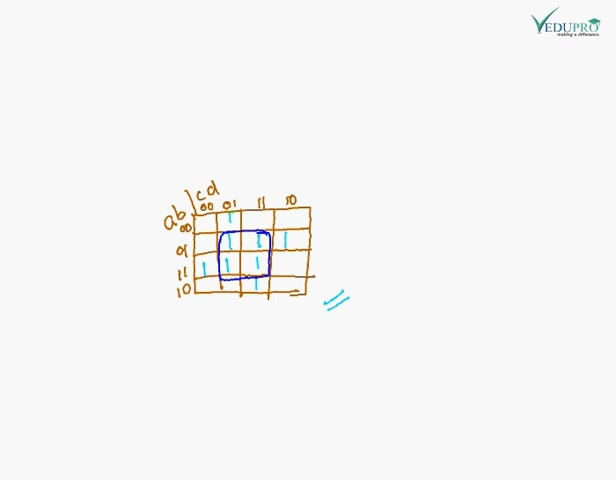 VEDUPRO
making a difference
cd
ab 00 01 11 10
00 1
01 1 1 1
11 1 1 1
10 1